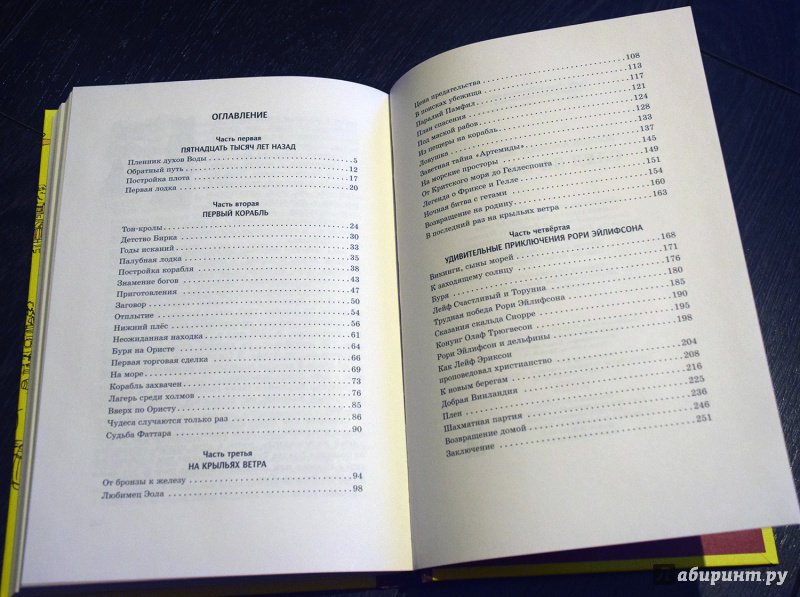 ОГЛАВЛЕНИЕ
Часть первая
ПЯТНАДЦАТЬ ТЫСЯЧ ЛЕТ НАЗАД
Пленник духов Воды 5
Обратный путь 12
Постройка плота 17
Первая лодка 20
Часть вторая
ПЕРВЫЙ КОРАБЛЬ
Тон-кролы 24
Детство Бирка 30
Годы исканий 33
Палубная лодка 35
Постройка корабля 38
Знамение богов 43
Приготовления 47
Заговор 50
Отплытие 54
Нижний плёс 56
Неожиданная находка 61
Буря на Ористе 64
Первая торговая сделка 66
На море 69
Корабль захвачен 73
Лагерь среди холмов 76
Вверх по Ористу 85
Чудеса случаются только раз 86
Судьба Фаттара 90
Часть третья
НА КРЫЛЬЯХ ВЕТРА
От бронзы к железу 94
Любимец Эола 98
Цена предательства 108
В поисках убежища 113
Паралий Памфил 117
План спасения 121
Под маской рабов 124
Из пещеры на корабль 128
Ловушка 133
Заветная тайна «Артемиды» 137
На морские просторы 145
От Критского моря до Геллеспонта 149
Легенда о Фриксе и Гелле 151
Ночная битва с гетами 154
Возвращение на родину 160
В последний раз на крыльях ветра 163
Часть четвёртая
УДИВИТЕЛЬНЫЕ ПРИКЛЮЧЕНИЯ РОРИ ЭЙЛИФСОНА
Викинги, сыны морей 168
К заходящему солнцу 171
Буря 176
Лейф Счастливый и Торунна 180
Трудная победа Рори Эйлифсона 185
Сказания скальда Снорре 190
Конунг Олаф Трюгвесон 195
Рори Эйлифсон и дельфины 198
Как Лейф Эриксон
проповедовал христианство 204
К новым берегам 208
Добрая Винландия 216
Плен 225
Шахматная партия 236
Возвращение домой 246
Заключение 251
Лабиринт.ру